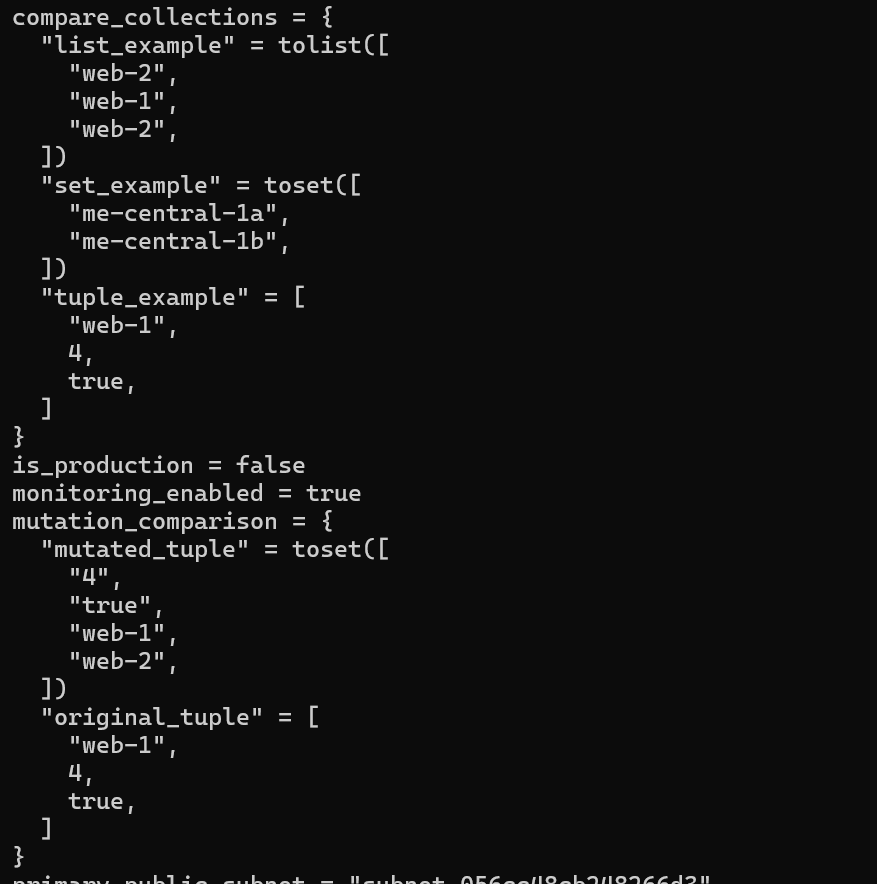 compare_collections = {
  "list_example" = tolist([
    "web-2",
    "web-1",
    "web-2",
  ])
  "set_example" = toset([
    "me-central-1a",
    "me-central-1b",
  ])
  "tuple_example" = [
    "web-1",
    4,
    true,
  ]
}
is_production = false
monitoring_enabled = true
mutation_comparison = {
  "mutated_tuple" = toset([
    "4",
    "true",
    "web-1",
    "web-2",
  ])
  "original_tuple" = [
    "web-1",
    4,
    true,
  ]
}
primary_public_subnet =